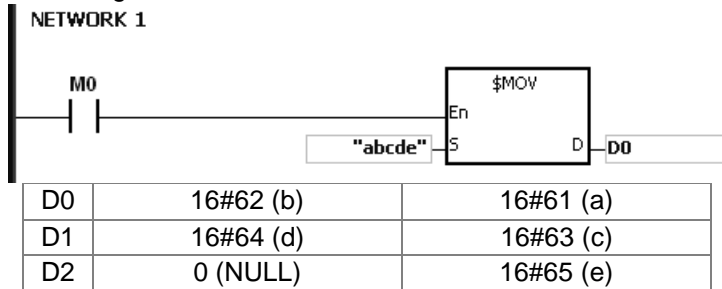 NETWORK 1
M0
$MOV
En
"abcde" S D D0
D0 16#62 (b) 16#61 (a)
D1 16#64 (d) 16#63 (c)
D2 0 (NULL) 16#65 (e)